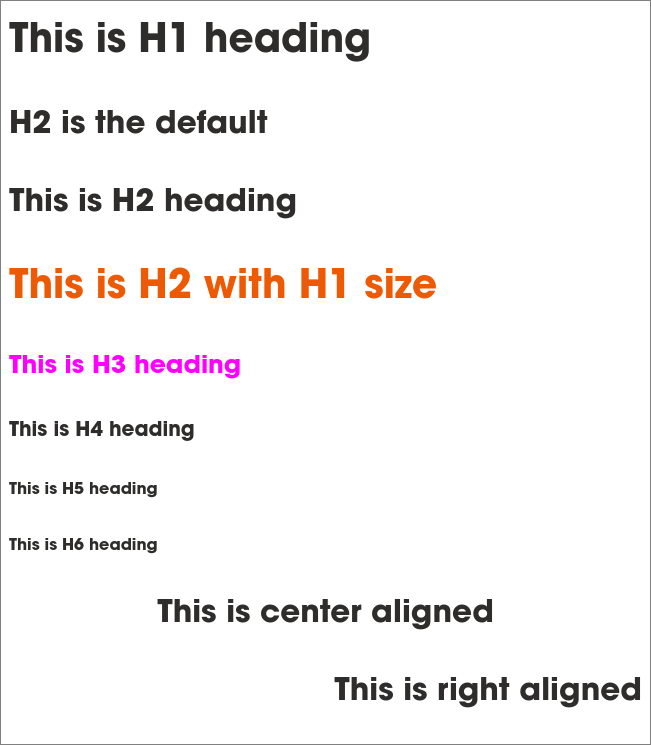 This is H1 heading
H2 is the default
This is H2 heading
This is H2 with H1 size
This is H3 heading
This is H4 heading
This is H5 heading
This is H6 heading
This is center aligned
This is right aligned